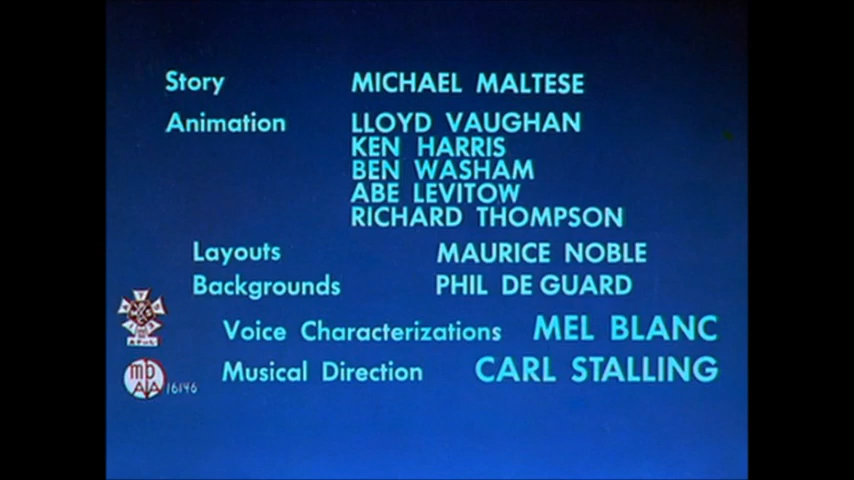 Story MICHAEL MALTESE
Animation LLOYD VAUGHAN
KEN HARRIS
BEN WASHAM
ABE LEVITOW
RICHARD THOMPSON
Layouts MAURICE NOBLE
Backgrounds PHIL DE GUARD
Voice Characterizations MEL BLANC
Musical Direction CARL STALLING
16146